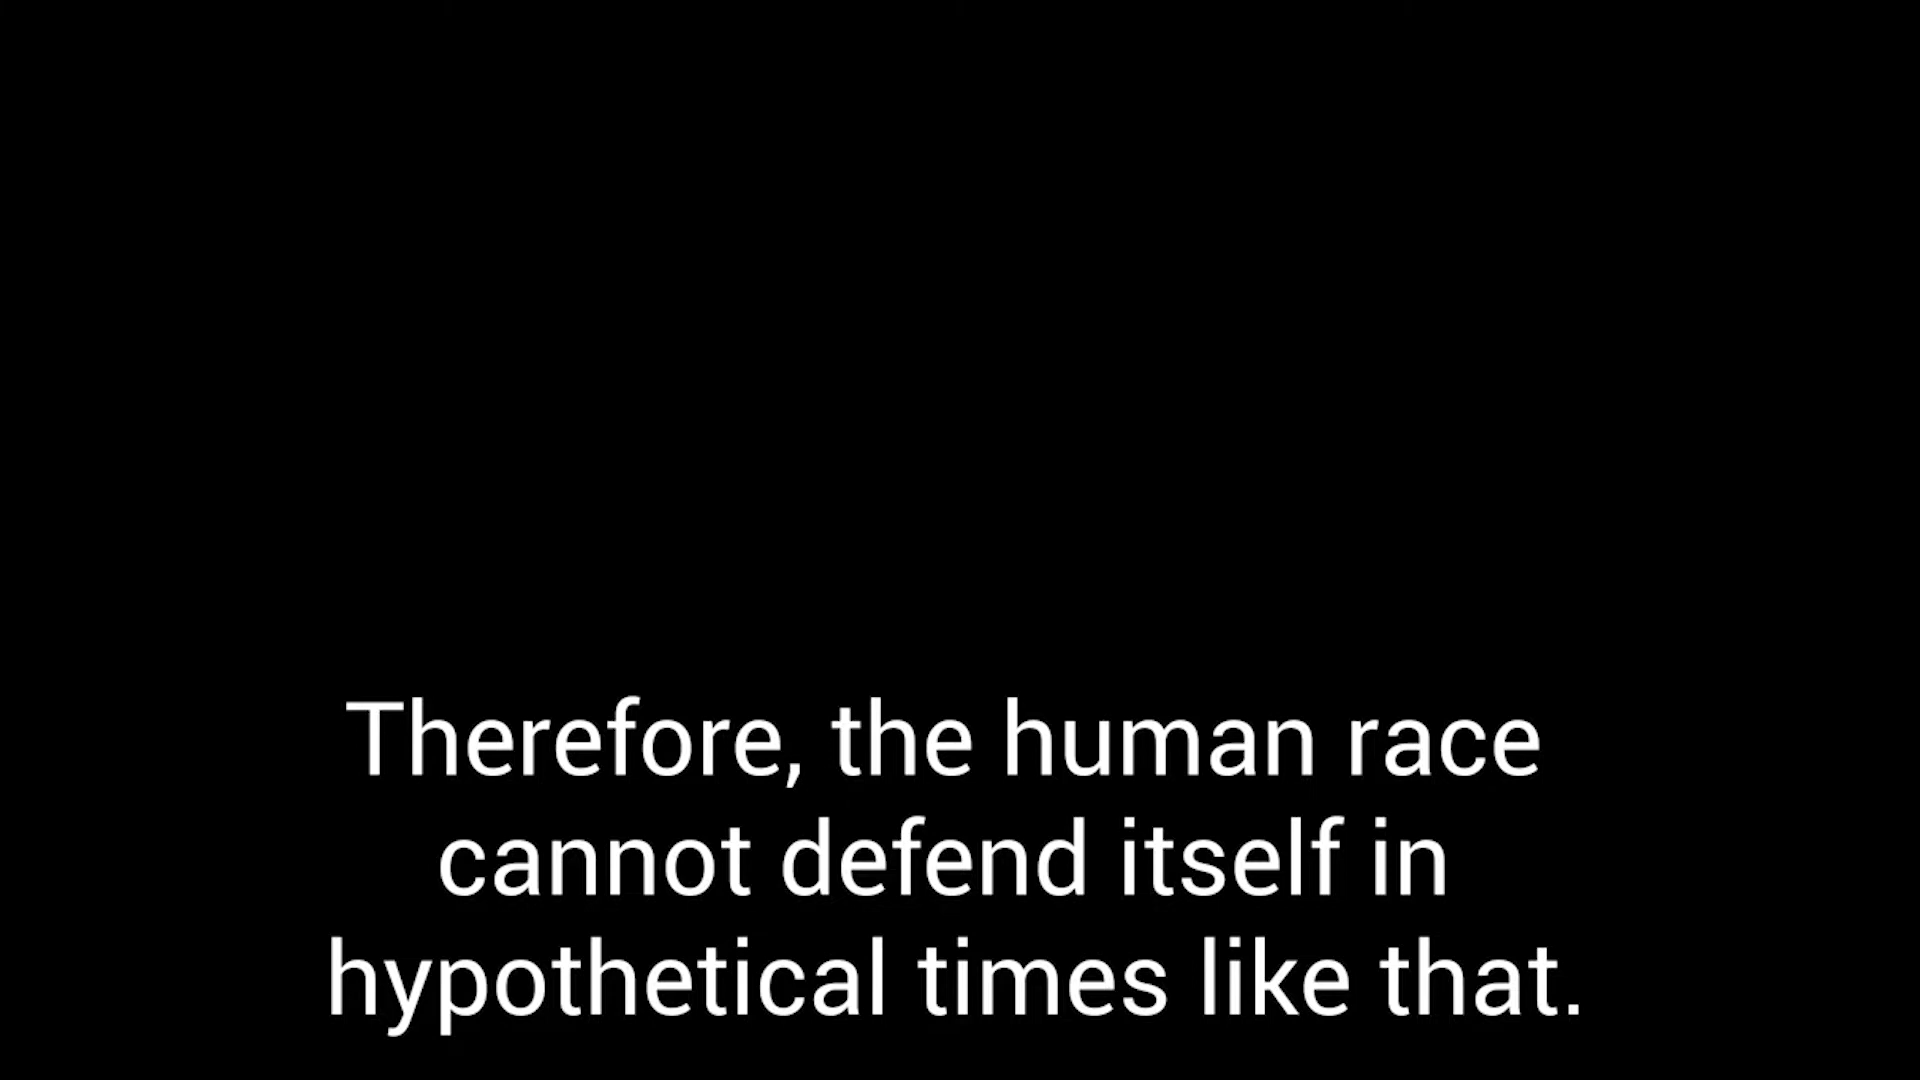 Therefore, the human race
cannot defend itself in
hypothetical times like that.